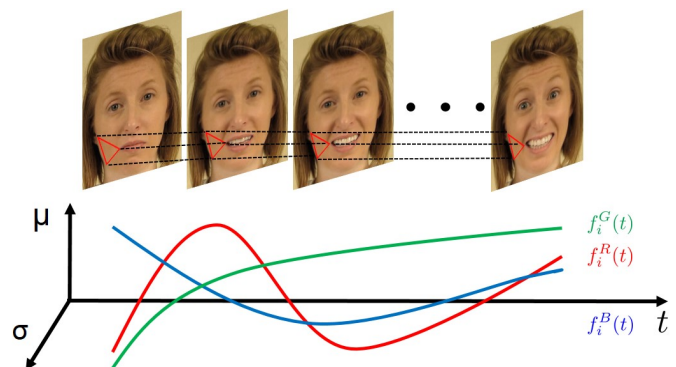 μ
f_i^G(t)
f_i^R(t)
σ
f_i^B(t)
t